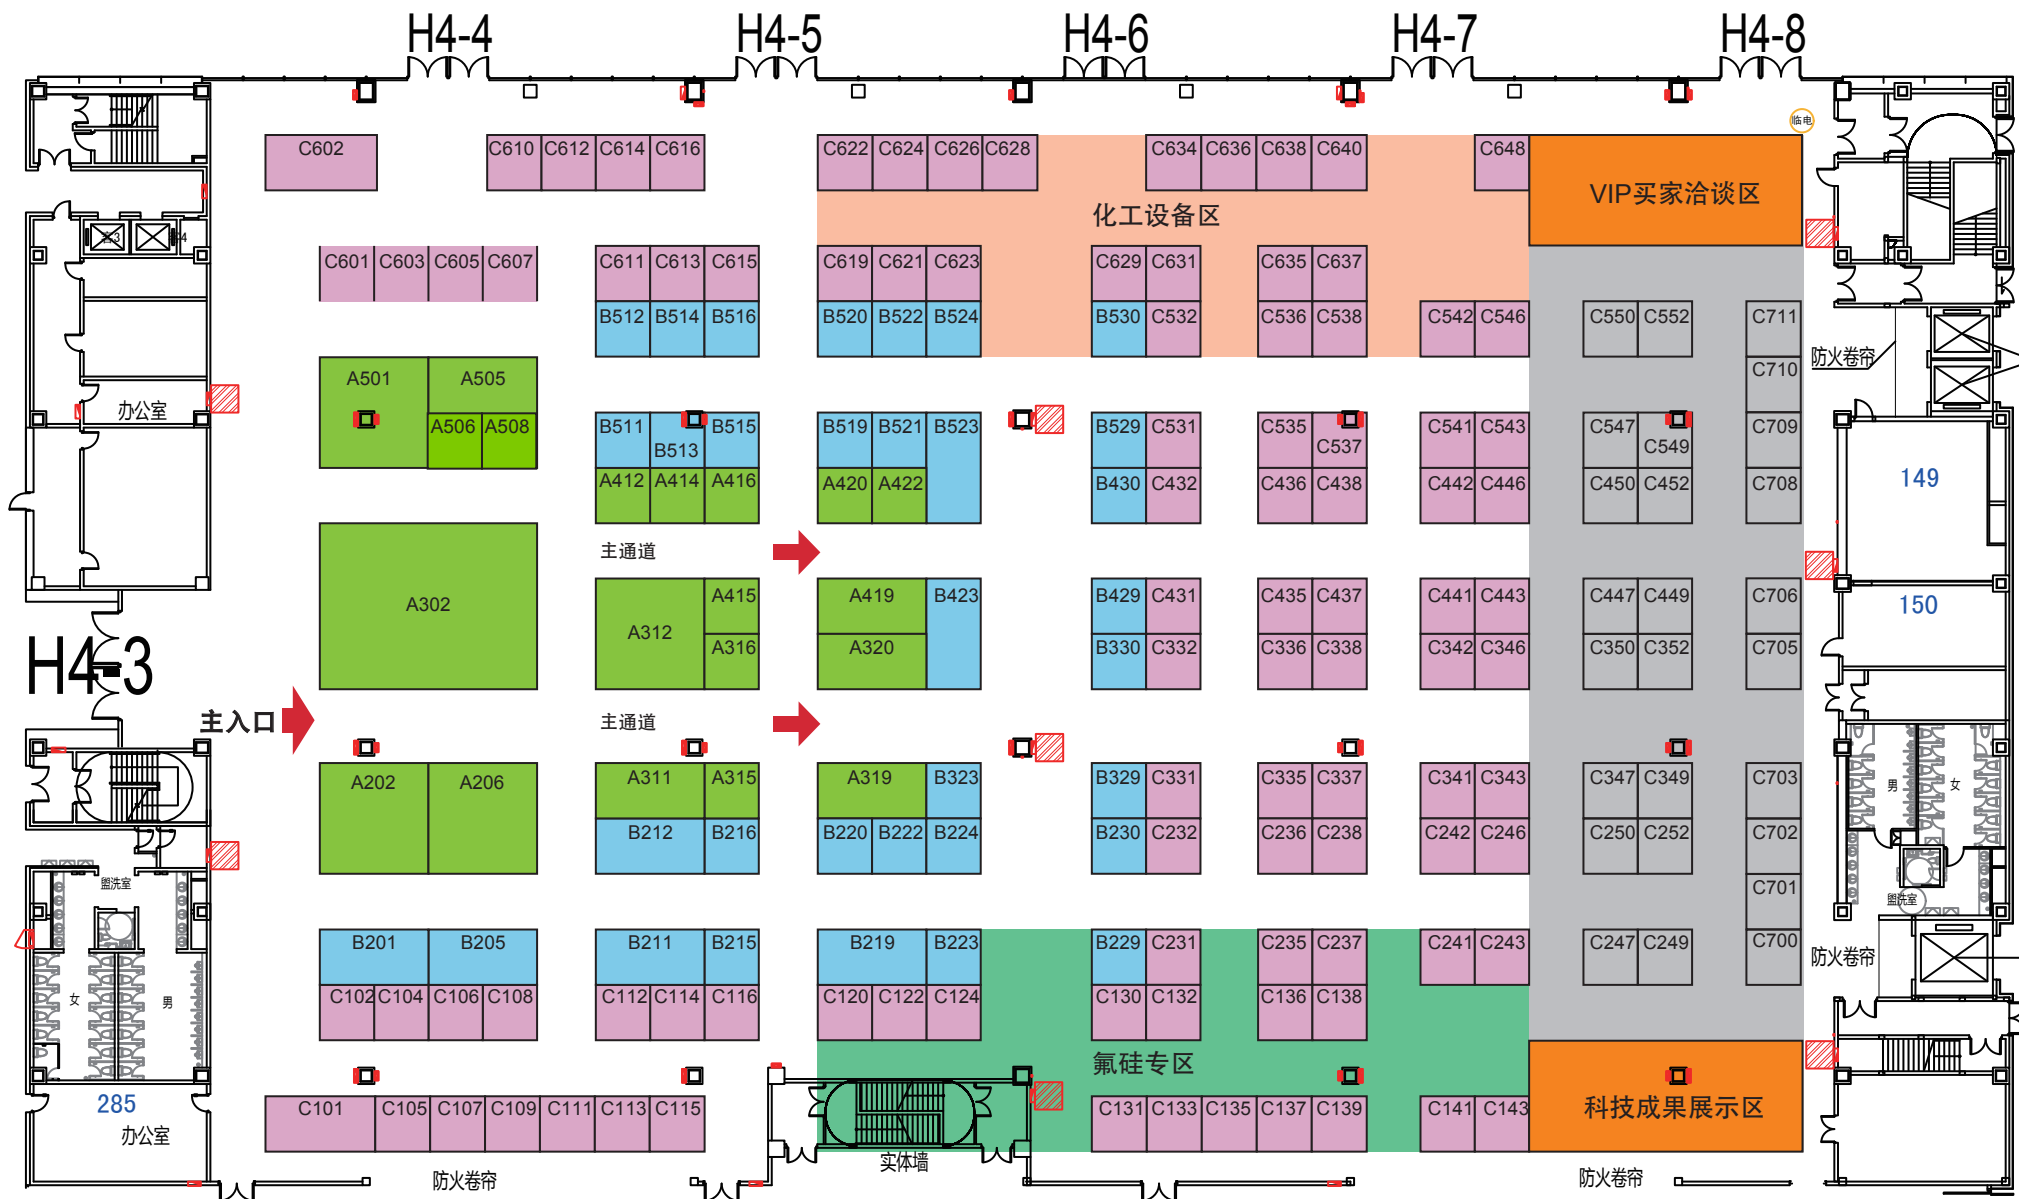 H4-4 H4-5 H4-6 H4-7 H4-8
临电
C602 C610 C612 C614 C616 C622 C624 C626 C628 C634 C636 C638 C640 C648
VIP买家洽谈区
化工设备区
C601 C603 C605 C607 C611 C613 C615 C619 C621 C623 C629 C631 C635 C637
B512 B514 B516 B520 B522 B524 B530 C532 C536 C538 C542 C546 C550 C552 C711
防火卷帘
A501 A505 C710
办公室
A506 A508 B511 B513 B515 B519 B521 B523 B529 C531 C535 C537 C541 C543 C547 C549 C709
A412 A414 A416 A420 A422 B430 C432 C436 C438 C442 C446 C450 C452 C708
149
主通道
A302 A312 A415 A419 B423 B429 C431 C435 C437 C441 C443 C447 C449 C706
150
A316 A320 B330 C332 C336 C338 C342 C346 C350 C352 C705
H4-3
主入口
主通道
A202 A206 A311 A315 A319 B323 B329 C331 C335 C337 C341 C343 C347 C349 C703
男 女
B212 B216 B220 B222 B224 B230 C232 C236 C238 C242 C246 C250 C252 C702
盥洗室
C701
盥洗室
B201 B205 B211 B215 B219 B223 B229 C231 C235 C237 C241 C243 C247 C249 C700
防火卷帘
女 男
C102 C104 C106 C108 C112 C114 C116 C120 C122 C124 C130 C132 C136 C138
氟硅专区
285
办公室
C101 C105 C107 C109 C111 C113 C115 C131 C133 C135 C137 C139 C141 C143
科技成果展示区
实体墙
防火卷帘
防火卷帘